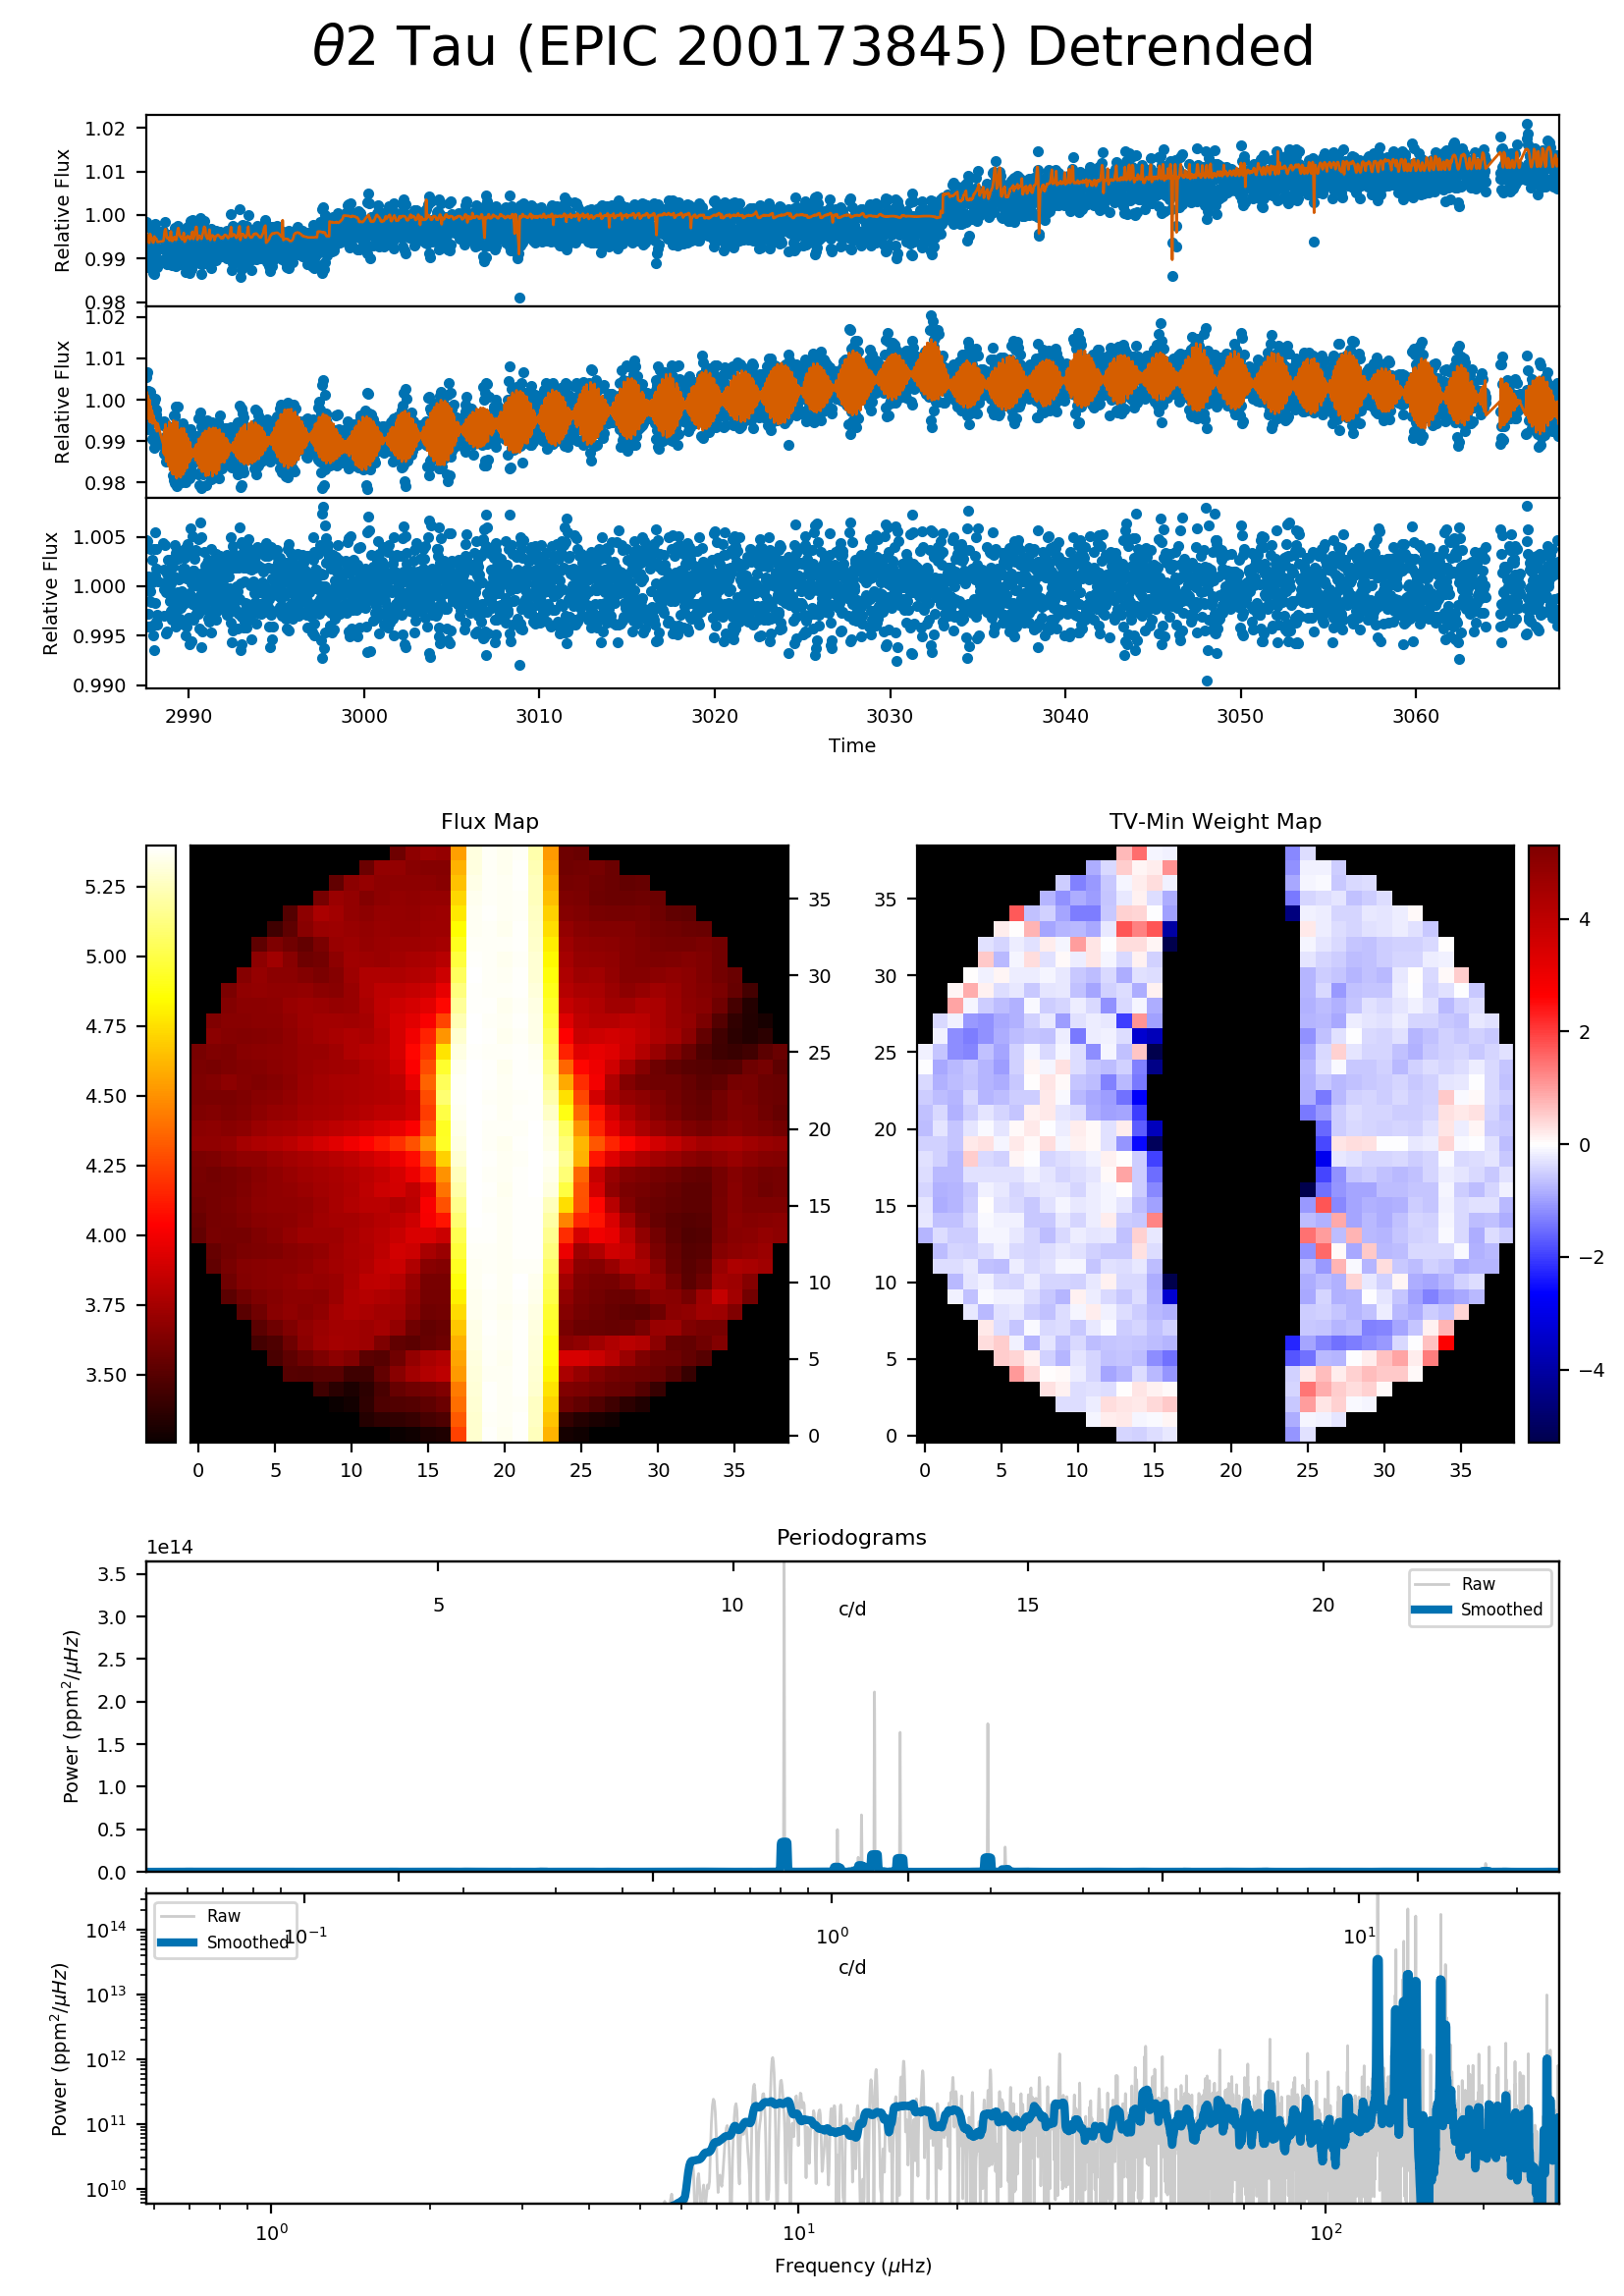 θ2 Tau (EPIC 200173845) Detrended
1.02
1.01
1.00
0.99
0.98
Relative Flux
1.02
1.01
1.00
0.99
0.98
Relative Flux
1.005
1.000
0.995
0.990
Relative Flux
2990 3000 3010 3020 3030 3040 3050 3060
Time
Flux Map
5.25
5.00
4.75
4.50
4.25
4.00
3.75
3.50
35
30
25
20
15
10
5
0
0 5 10 15 20 25 30 35
TV-Min Weight Map
35
30
25
20
15
10
5
0
0 5 10 15 20 25 30 35
4
2
0
−2
−4
Periodograms
1e14
3.5
3.0
2.5
2.0
1.5
1.0
0.5
0.0
Power (ppm²/μHz)
5 10 15 20
c/d
Raw
Smoothed
Raw
Smoothed
10⁻¹ 10⁰ 10¹
c/d
10¹⁴
10¹³
10¹²
10¹¹
10¹⁰
Power (ppm²/μHz)
10⁰ 10¹ 10²
Frequency (μHz)